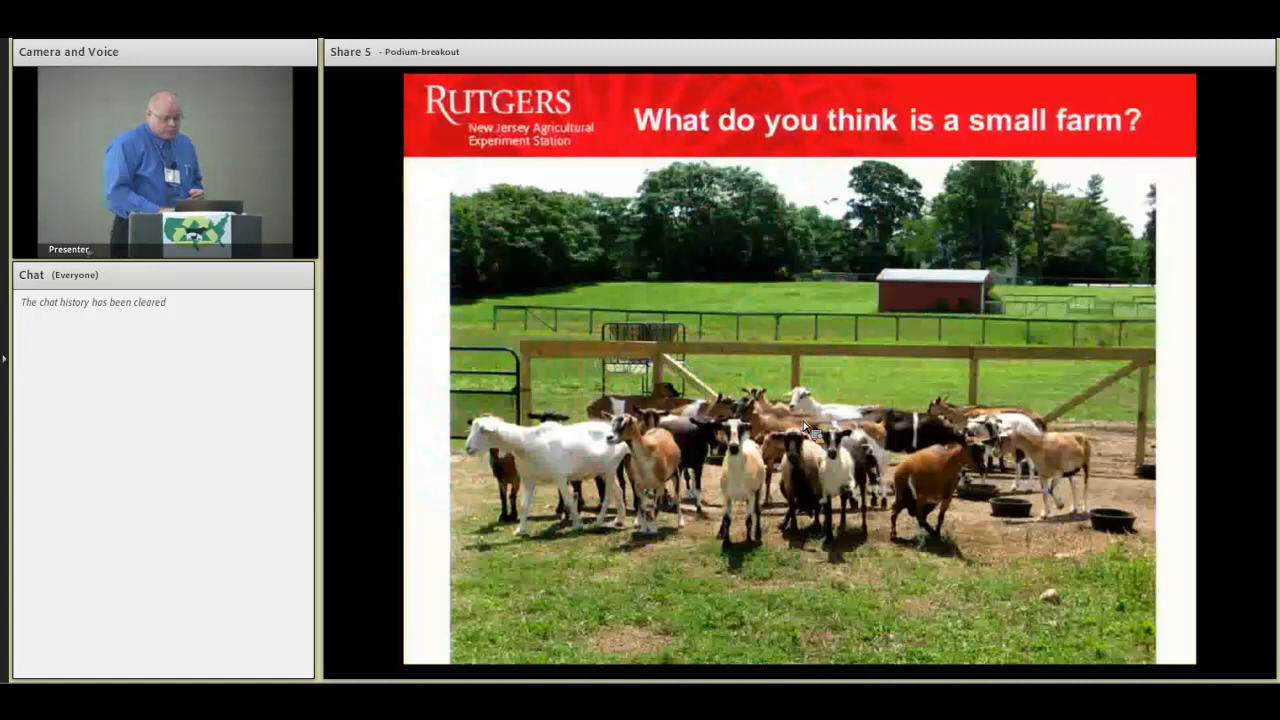 Camera and Voice
Share 5 - Podium-breakout
RUTGERS
New Jersey Agricultural
Experiment Station
What do you think is a small farm?
Presenter
Chat (Everyone)
The chat history has been cleared